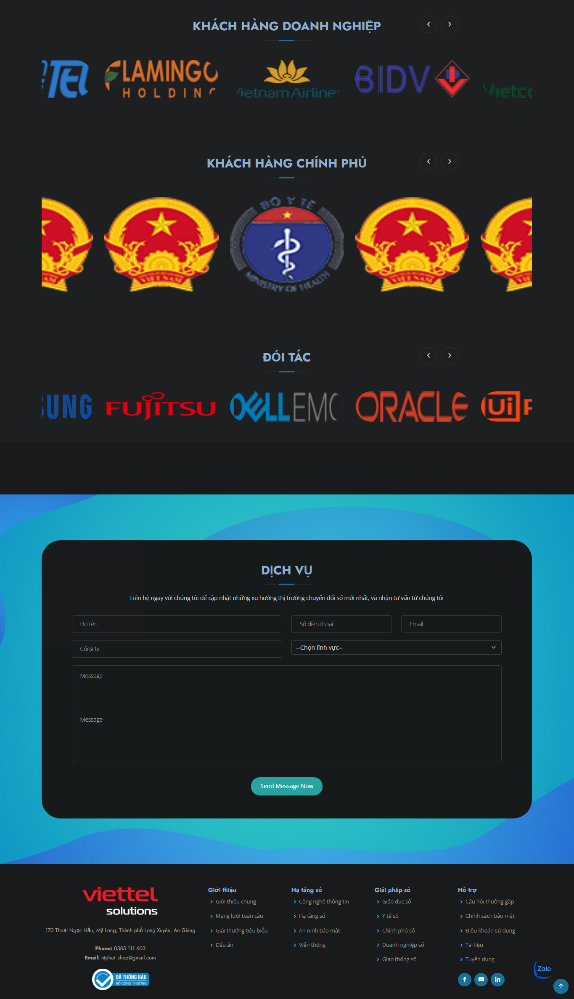 KHÁCH HÀNG DOANH NGHIỆP
TEL
FLAMINGO
HOLDING
Vietnam Airlines
BIDV
Vietc
KHÁCH HÀNG CHÍNH PHỦ
VIET NAM
BỘ Y TẾ
MINISTRY OF HEALTH
VIET NAM
ĐỐI TÁC
SUNG
FUJITSU
DELL EMC
ORACLE
Ui P
DỊCH VỤ
Liên hệ ngay với chúng tôi để cập nhật những xu hướng thị trường chuyển đổi số mới nhất, và nhận tư vấn từ chúng tôi
Họ tên
Số điện thoại
Email
Công ty
--Chọn lĩnh vực--
Message
Message
Send Message Now
viettel
solutions
170 Thoại Ngọc Hầu, Mỹ Long, Thành phố Long Xuyên, An Giang
Phone: 0385 111 603
Email: ntphat_shop@gmail.com
ĐÃ THÔNG BÁO
BỘ CÔNG THƯƠNG
Giới thiệu
Giới thiệu chung
Mạng lưới toàn cầu
Giải thưởng tiêu biểu
Dấu ấn
Hạ tầng số
Công nghệ thông tin
Hạ tầng số
An ninh bảo mật
Viễn thông
Giải pháp số
Giáo dục số
Y tế số
Chính phủ số
Doanh nghiệp số
Giao thông số
Hỗ trợ
Câu hỏi thường gặp
Chính sách bảo mật
Điều khoản sử dụng
Tài liệu
Tuyển dụng
Zalo